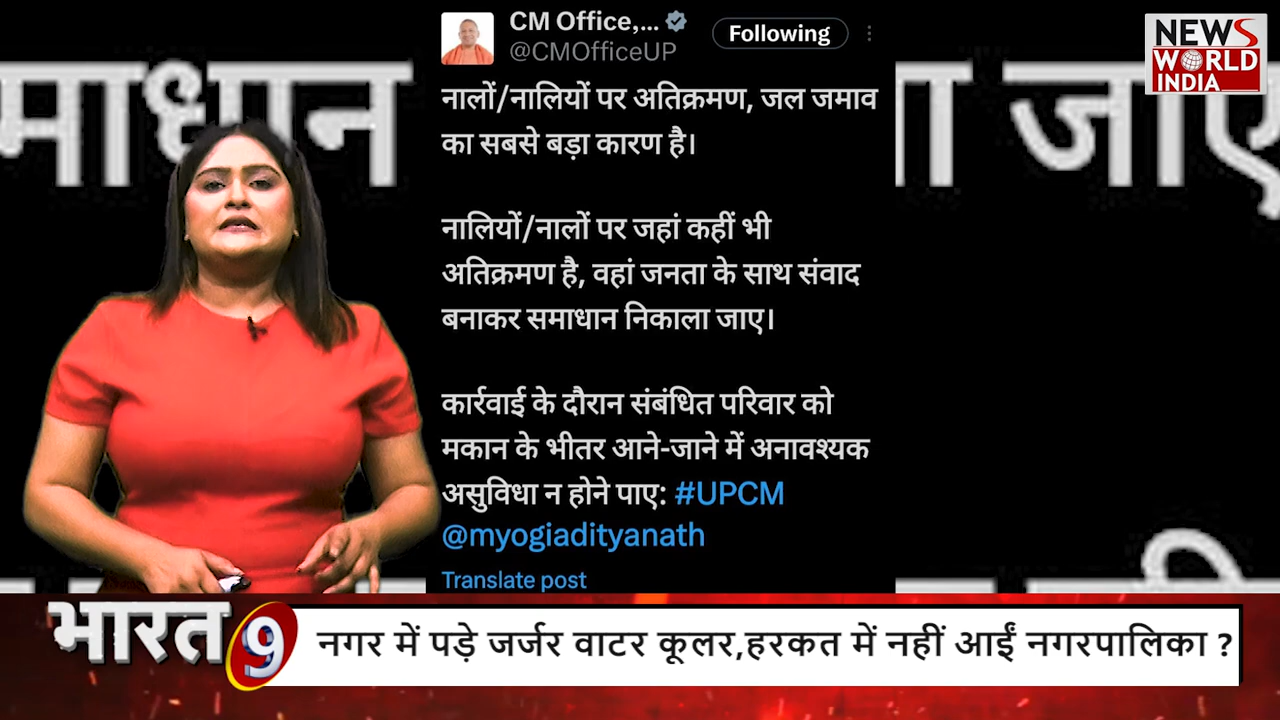 CM Office,...
Following
@CMOfficeUP
नालों/नालियों पर अतिक्रमण, जल जमाव
का सबसे बड़ा कारण है।
नालियों/नालों पर जहां कहीं भी
अतिक्रमण है, वहां जनता के साथ संवाद
बनाकर समाधान निकाला जाए।
कार्रवाई के दौरान संबंधित परिवार को
मकान के भीतर आने-जाने में अनावश्यक
असुविधा न होने पाए: #UPCM
@myogiadityanath
Translate post
NEWS
WORLD
INDIA
माधान
जाए
भारत 9
नगर में पड़े जर्जर वाटर कूलर,हरकत में नहीं आईं नगरपालिका ?